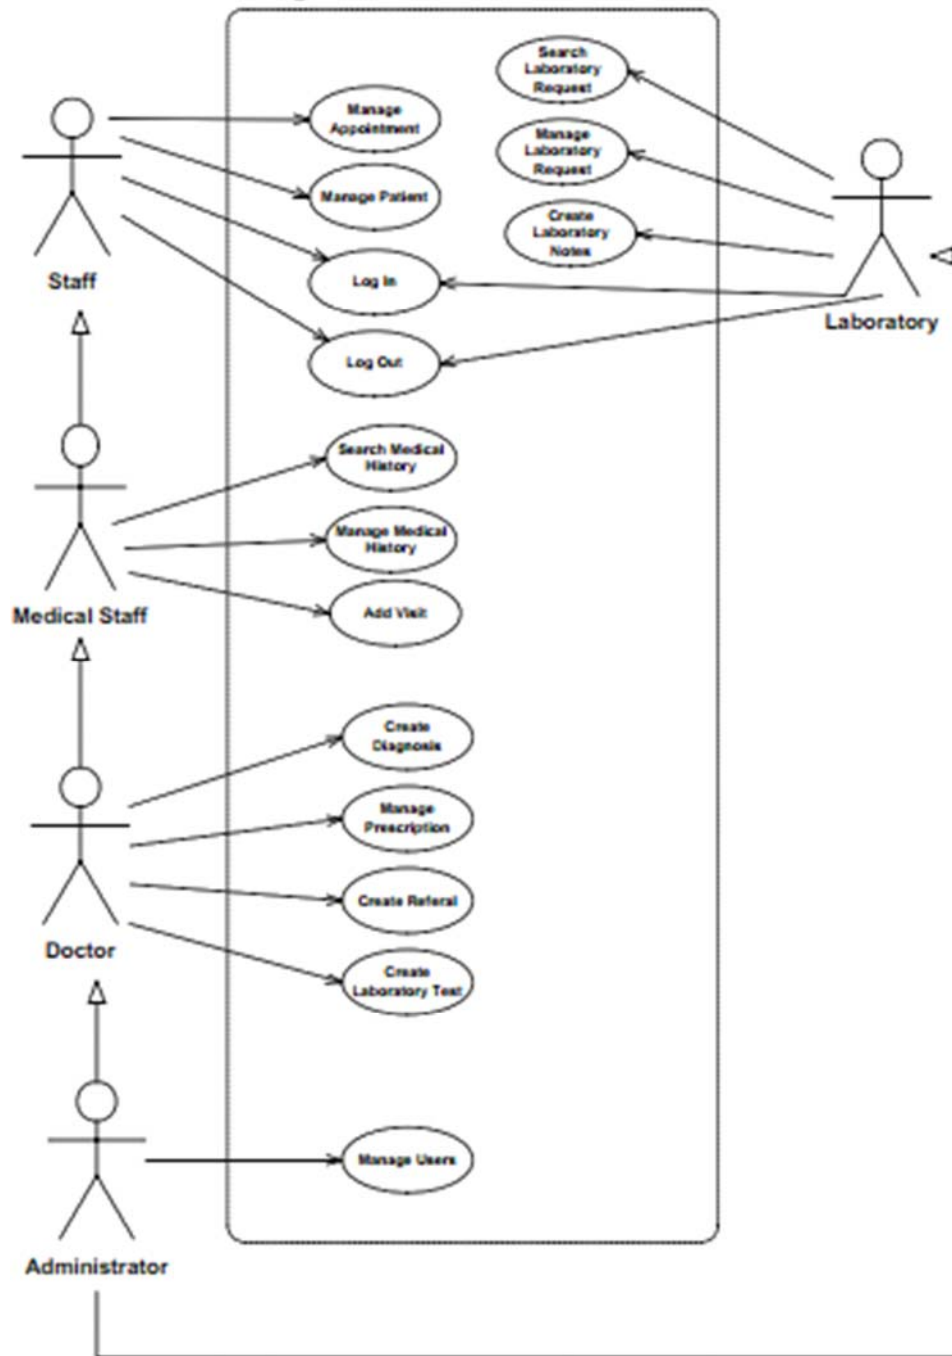 Search
Laboratory
Request
Manage
Appointment
Manage
Laboratory
Request
Manage Patient
Create
Laboratory
Notes
Staff
Log In
Laboratory
Log Out
Search Medical
History
Manage Medical
History
Add Visit
Medical Staff
Create
Diagnosis
Manage
Prescription
Create Referal
Doctor
Create
Laboratory Test
Manage Users
Administrator